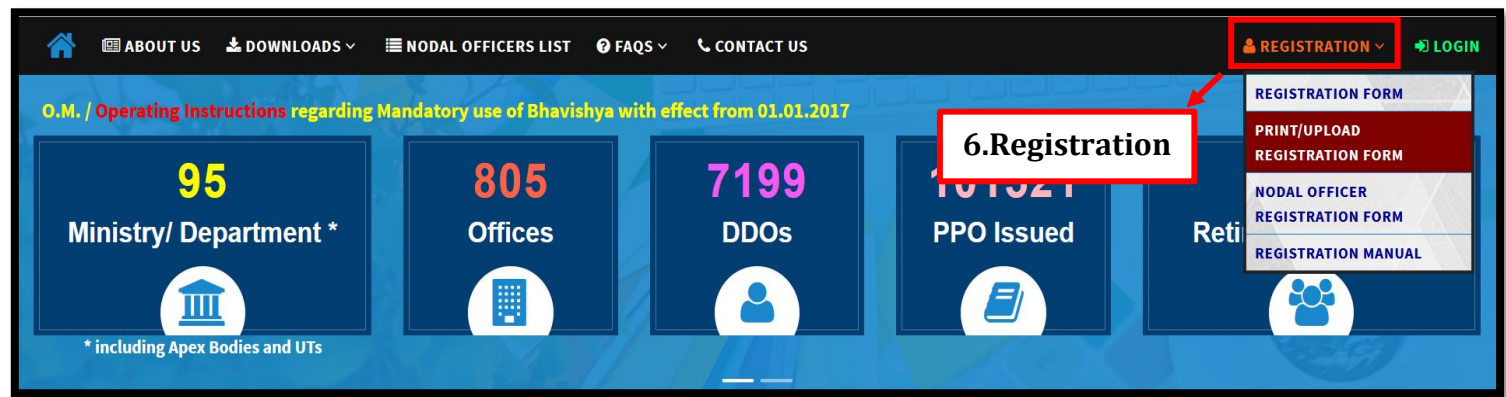 ABOUT US DOWNLOADS NODAL OFFICERS LIST FAQS CONTACT US REGISTRATION LOGIN
O.M. / Operating Instructions regarding Mandatory use of Bhavishya with effect from 01.01.2017
REGISTRATION FORM
PRINT/UPLOAD
REGISTRATION FORM
NODAL OFFICER
REGISTRATION FORM
REGISTRATION MANUAL
6.Registration
95
Ministry/ Department *
805
Offices
7199
DDOs
PPO Issued
* including Apex Bodies and UTs